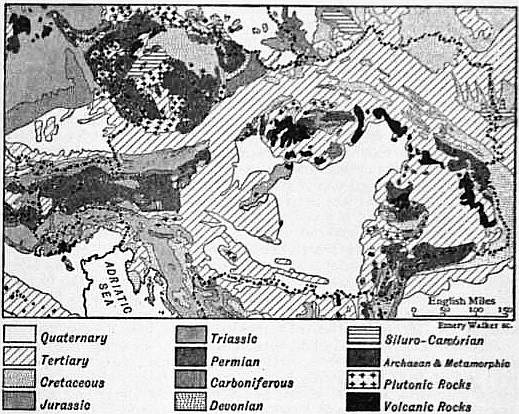 ADRIATIC
SEA
English Miles
0 50 100 150
Emery Walker sc.
Quaternary
Tertiary
Cretaceous
Jurassic
Triassic
Permian
Carboniferous
Devonian
Siluro-Cambrian
Archæan & Metamorphic
Plutonic Rocks
Volcanic Rocks